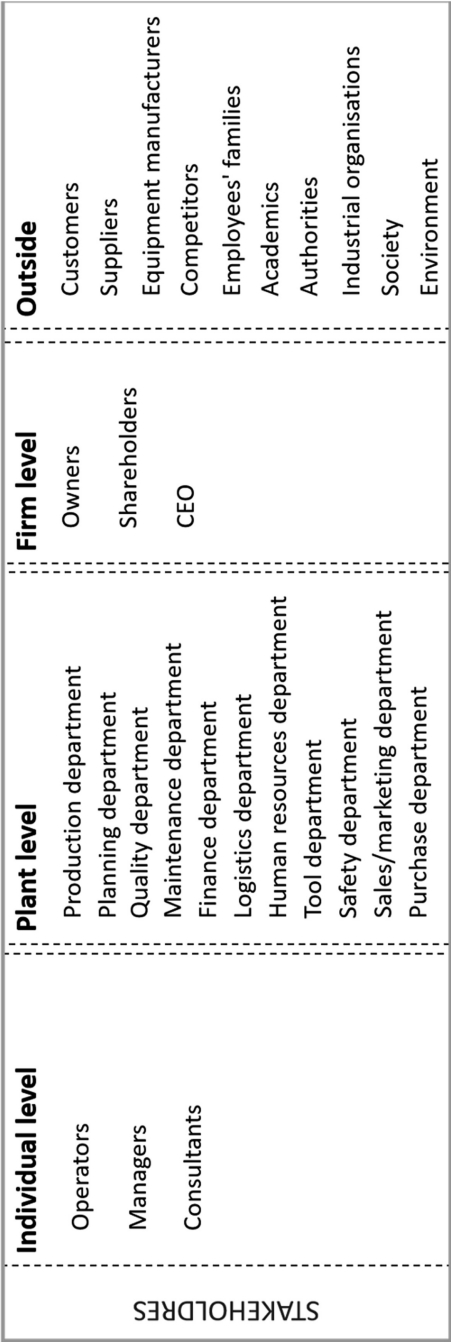 STAKEHOLDRES
Individual level
Operators
Managers
Consultants
Plant level
Production department
Planning department
Quality department
Maintenance department
Finance department
Logistics department
Human resources department
Tool department
Safety department
Sales/marketing department
Purchase department
Firm level
Owners
Shareholders
CEO
Outside
Customers
Suppliers
Equipment manufacturers
Competitors
Employees' families
Academics
Authorities
Industrial organisations
Society
Environment